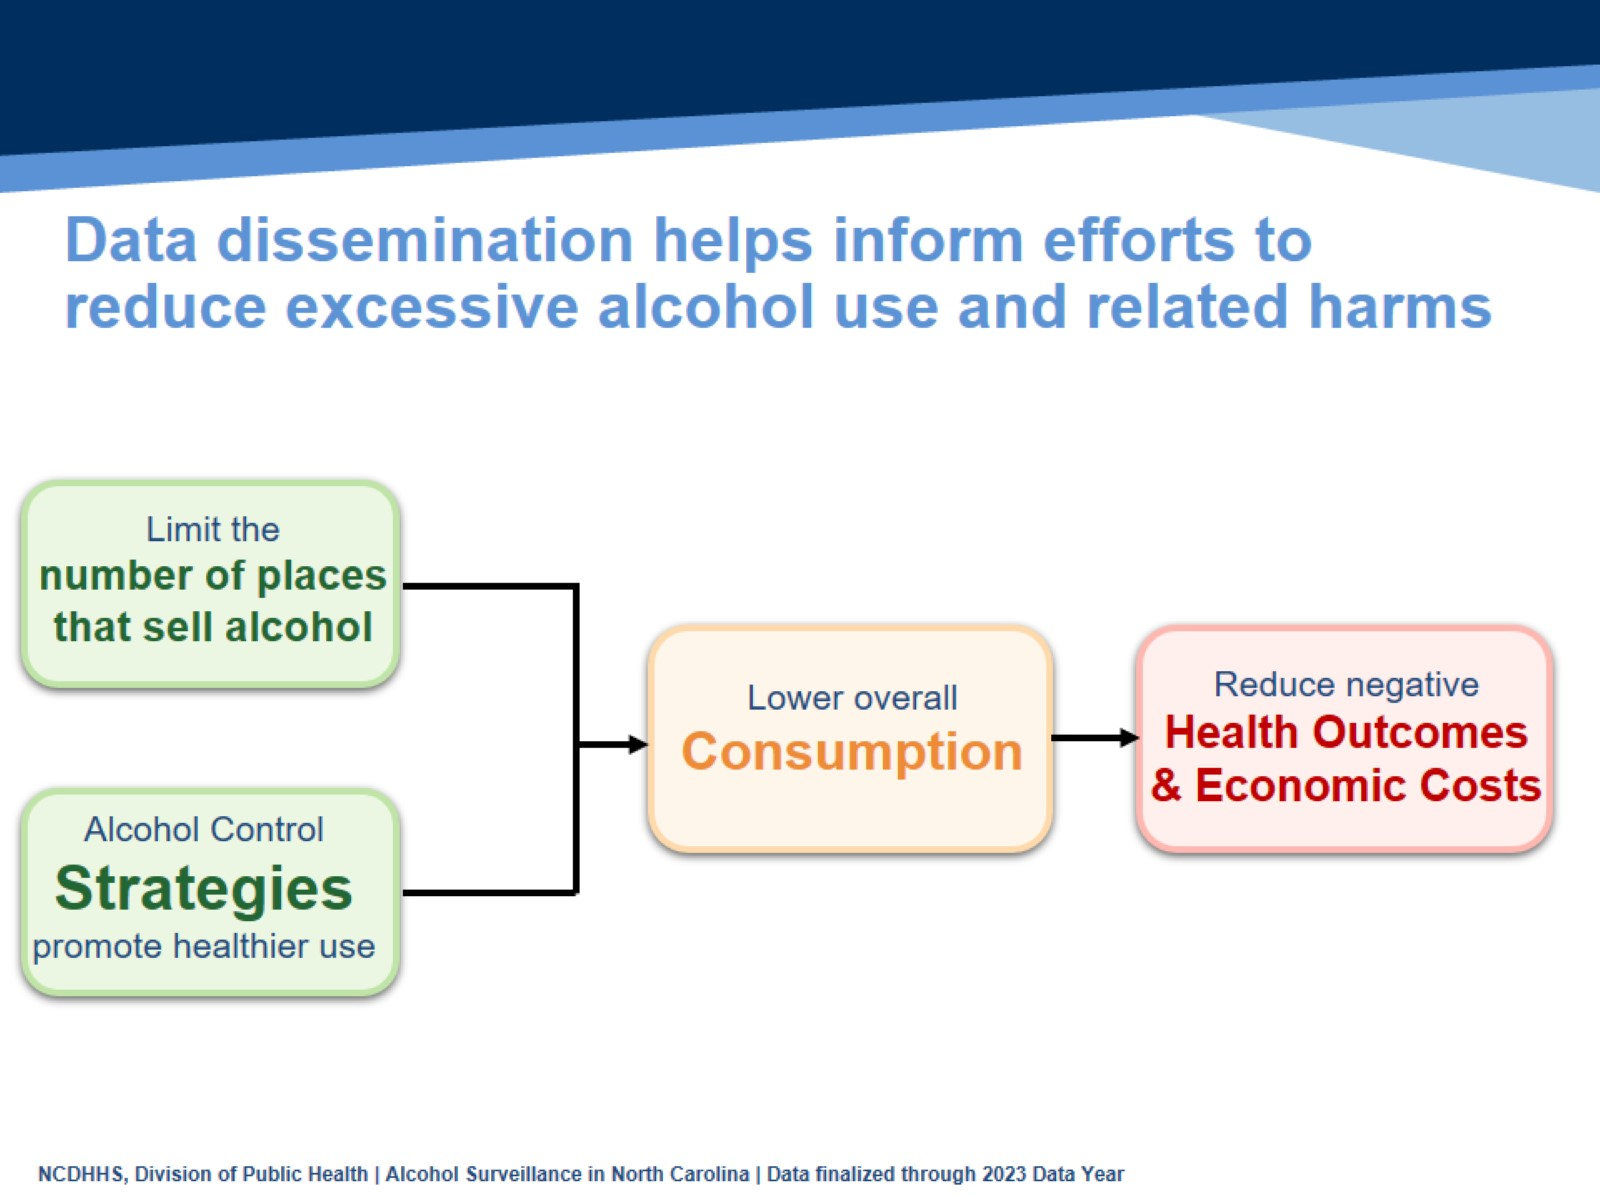 Data dissemination helps inform efforts to
reduce excessive alcohol use and related harms
Limit the
number of places
that sell alcohol
Alcohol Control
Strategies
promote healthier use
Lower overall
Consumption
Reduce negative
Health Outcomes
& Economic Costs
NCDHHS, Division of Public Health | Alcohol Surveillance in North Carolina | Data finalized through 2023 Data Year